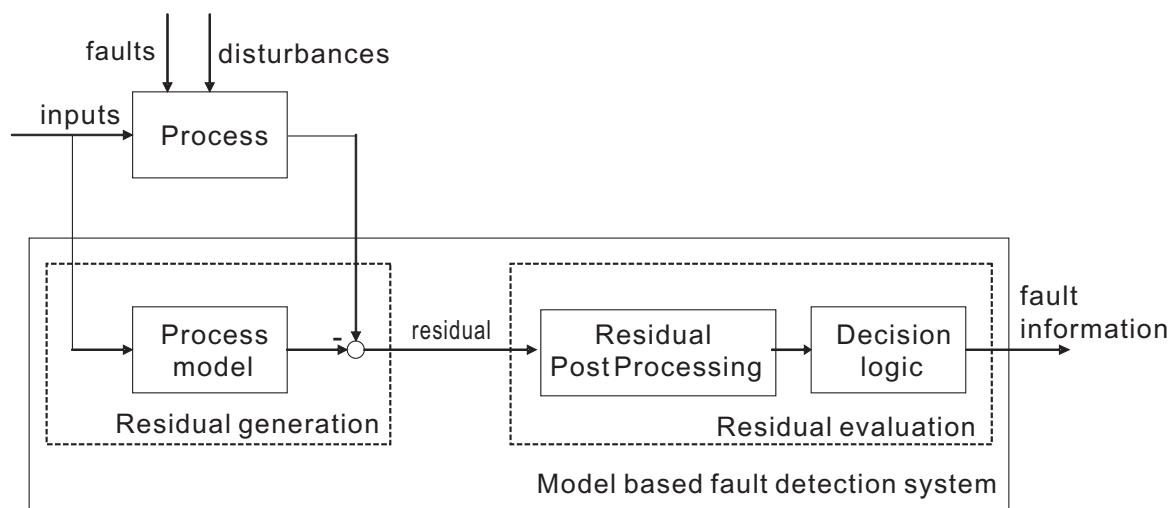 faults
disturbances
inputs
Process
Process
model
-
residual
Residual
Post Processing
Decision
logic
fault
information
Residual generation
Residual evaluation
Model based fault detection system